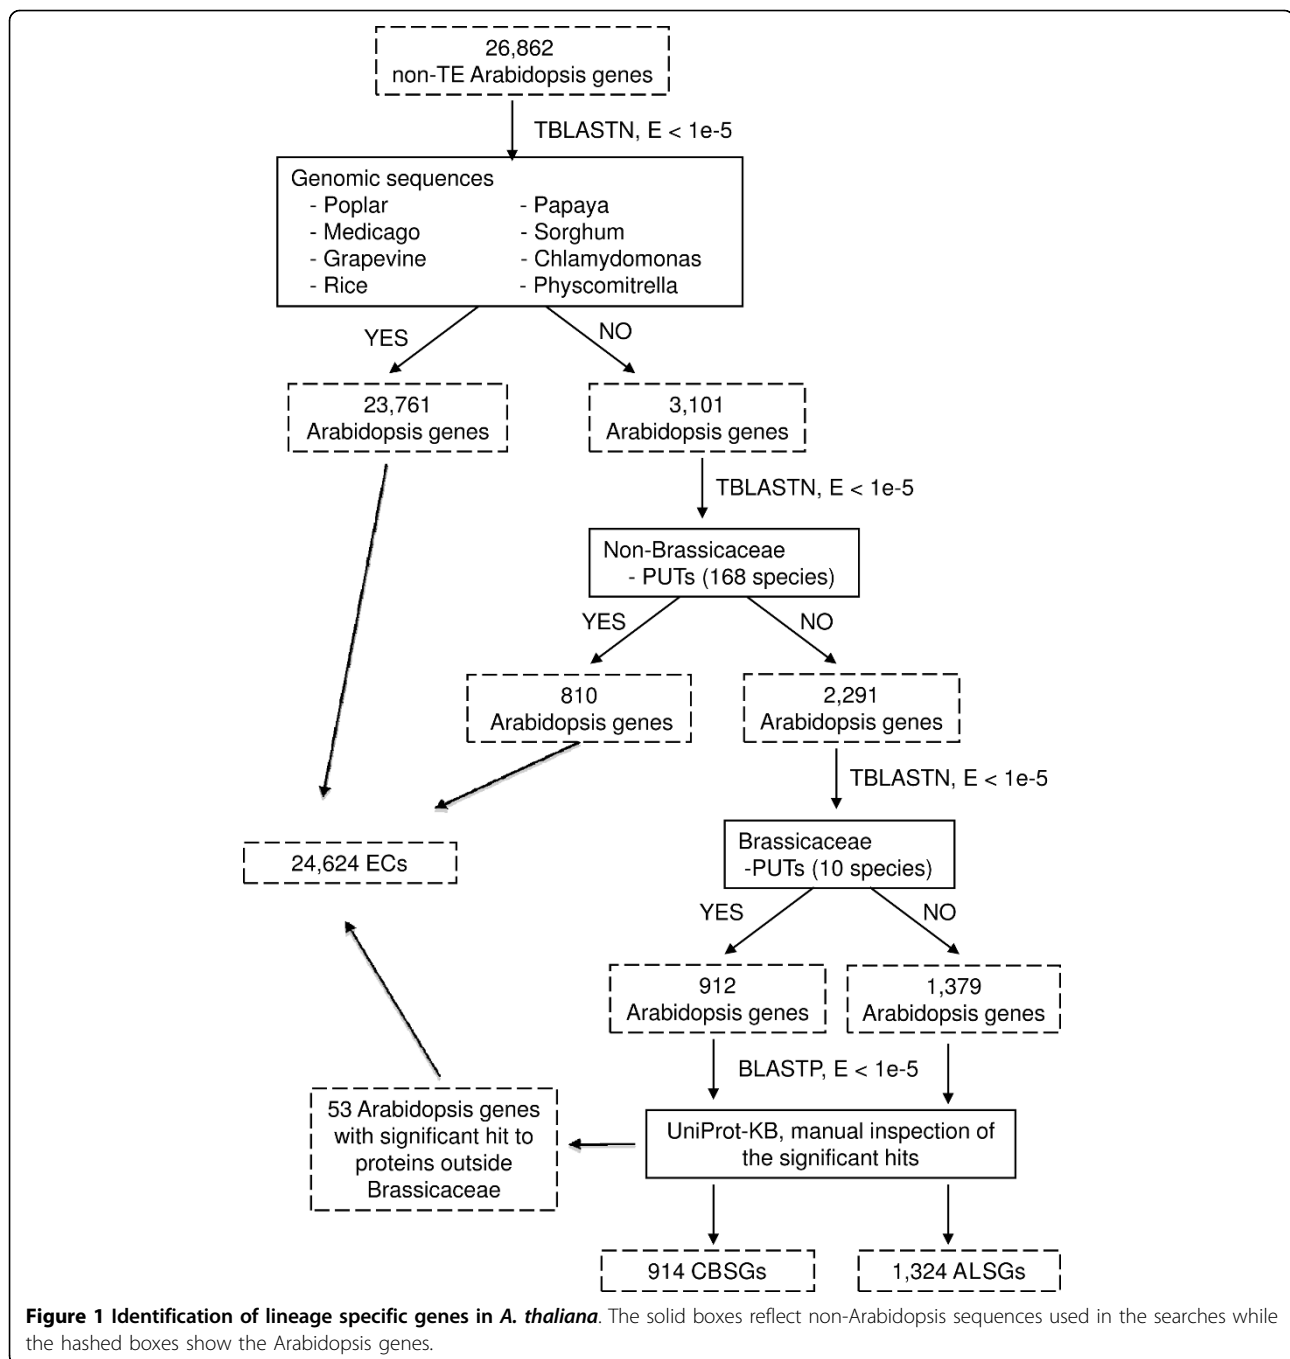 26,862
non-TE Arabidopsis genes
TBLASTN, E < 1e-5
Genomic sequences
- Poplar
- Papaya
- Medicago
- Sorghum
- Grapevine
- Chlamydomonas
- Rice
- Physcomitrella
YES
NO
23,761
Arabidopsis genes
3,101
Arabidopsis genes
TBLASTN, E < 1e-5
Non-Brassicaceae
- PUTs (168 species)
YES
NO
810
Arabidopsis genes
2,291
Arabidopsis genes
TBLASTN, E < 1e-5
24,624 ECs
Brassicaceae
-PUTs (10 species)
YES
NO
912
Arabidopsis genes
1,379
Arabidopsis genes
BLASTP, E < 1e-5
53 Arabidopsis genes
with significant hit to
proteins outside
Brassicaceae
UniProt-KB, manual inspection of
the significant hits
914 CBSGs
1,324 ALSGs
Figure 1 Identification of lineage specific genes in A. thaliana. The solid boxes reflect non-Arabidopsis sequences used in the searches while
the hashed boxes show the Arabidopsis genes.